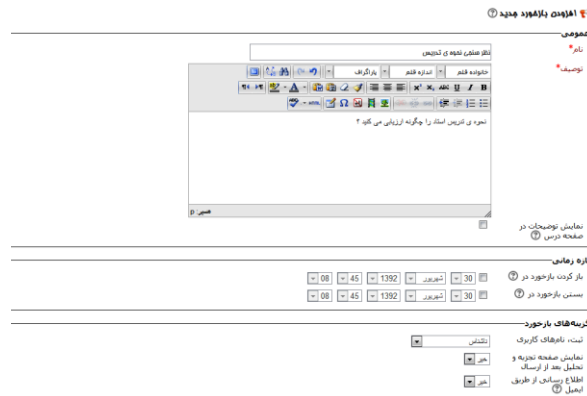 افزودن بازخورد جدید
عمومی
نام*
نظر سنجی نحوه ی تدریس
توصیف*
خانواده قلم اندازه قلم پاراگراف
نحوه ی تدریس استاد را چگونه ارزیابی می کنید ؟
مسیر: p
نمایش توضیحات در
صفحه درس
بازه زمانی
باز کردن بازخورد در 30 شهریور 1392 45 08
بستن بازخورد در 30 شهریور 1392 45 08
گزینه‌های بازخورد
ثبت نام‌های کاربری ناشناس
نمایش صفحه تجزیه و
تحلیل بعد از ارسال خیر
اطلاع رسانی از طریق
ایمیل خیر